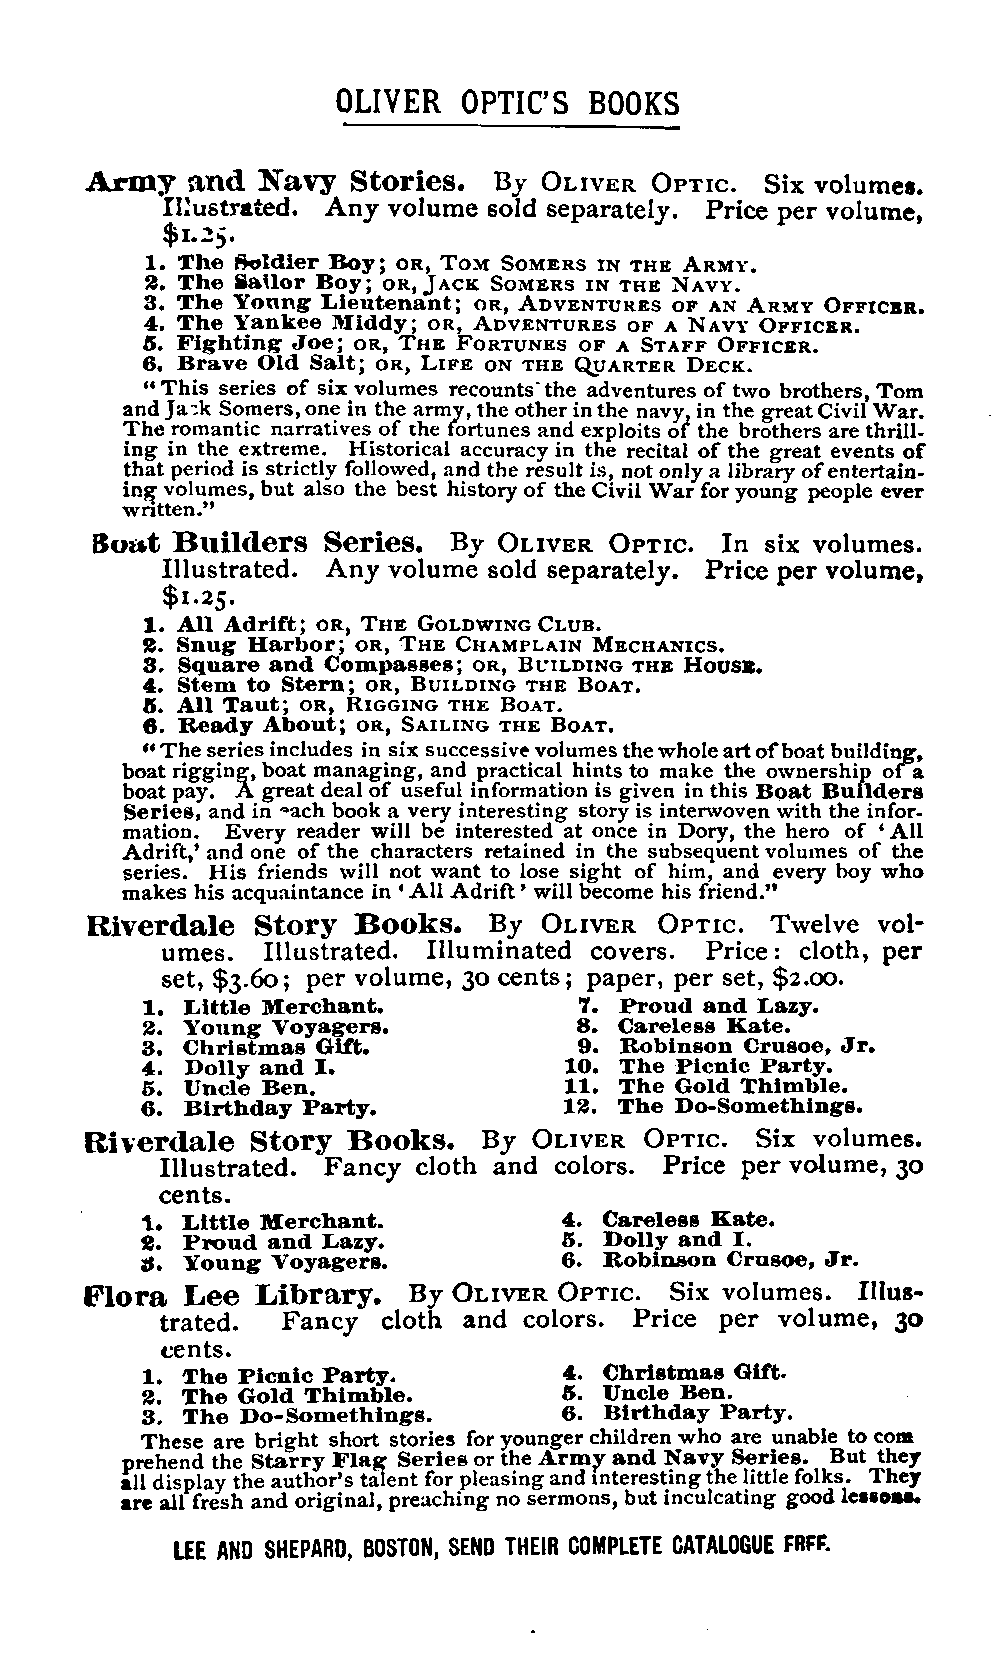 OLIVER OPTIC'S BOOKS
Army and Navy Stories. By OLIVER OPTIC. Six volumes.
Illustrated. Any volume sold separately. Price per volume,
$1.25.
1. The Soldier Boy; OR, TOM SOMERS IN THE ARMY.
2. The Sailor Boy; OR, JACK SOMERS IN THE NAVY.
3. The Young Lieutenant; OR, ADVENTURES OF AN ARMY OFFICER.
4. The Yankee Middy; OR, ADVENTURES OF A NAVY OFFICER.
5. Fighting Joe; OR, THE FORTUNES OF A STAFF OFFICER.
6. Brave Old Salt; OR, LIFE ON THE QUARTER DECK.
"This series of six volumes recounts the adventures of two brothers, Tom
and Jack Somers, one in the army, the other in the navy, in the great Civil War.
The romantic narratives of the fortunes and exploits of the brothers are thrill-
ing in the extreme. Historical accuracy in the recital of the great events of
that period is strictly followed, and the result is, not only a library of entertain-
ing volumes, but also the best history of the Civil War for young people ever
written."
Boat Builders Series. By OLIVER OPTIC. In six volumes.
Illustrated. Any volume sold separately. Price per volume,
$1.25.
1. All Adrift; OR, THE GOLDWING CLUB.
2. Snug Harbor; OR, THE CHAMPLAIN MECHANICS.
3. Square and Compasses; OR, BUILDING THE HOUSE.
4. Stem to Stern; OR, BUILDING THE BOAT.
5. All Taut; OR, RIGGING THE BOAT.
6. Ready About; OR, SAILING THE BOAT.
"The series includes in six successive volumes the whole art of boat building,
boat rigging, boat managing, and practical hints to make the ownership of a
boat pay. A great deal of useful information is given in this Boat Builders
Series, and in each book a very interesting story is interwoven with the infor-
mation. Every reader will be interested at once in Dory, the hero of 'All
Adrift,' and one of the characters retained in the subsequent volumes of the
series. His friends will not want to lose sight of him, and every boy who
makes his acquaintance in 'All Adrift' will become his friend."
Riverdale Story Books. By OLIVER OPTIC. Twelve vol-
umes. Illustrated. Illuminated covers. Price: cloth, per
set, $3.60; per volume, 30 cents; paper, per set, $2.00.
1. Little Merchant.
2. Young Voyagers.
3. Christmas Gift.
4. Dolly and I.
5. Uncle Ben.
6. Birthday Party.
7. Proud and Lazy.
8. Careless Kate.
9. Robinson Crusoe, Jr.
10. The Picnic Party.
11. The Gold Thimble.
12. The Do-Somethings.
Riverdale Story Books. By OLIVER OPTIC. Six volumes.
Illustrated. Fancy cloth and colors. Price per volume, 30
cents.
1. Little Merchant.
2. Proud and Lazy.
3. Young Voyagers.
4. Careless Kate.
5. Dolly and I.
6. Robinson Crusoe, Jr.
Flora Lee Library. By OLIVER OPTIC. Six volumes. Illus-
trated. Fancy cloth and colors. Price per volume, 30
cents.
1. The Picnic Party.
2. The Gold Thimble.
3. The Do-Somethings.
4. Christmas Gift.
5. Uncle Ben.
6. Birthday Party.
These are bright short stories for younger children who are unable to com
prehend the Starry Flag Series or the Army and Navy Series. But they
all display the author's talent for pleasing and interesting the little folks. They
are all fresh and original, preaching no sermons, but inculcating good lessons.
LEE AND SHEPARD, BOSTON, SEND THEIR COMPLETE CATALOGUE FREE.